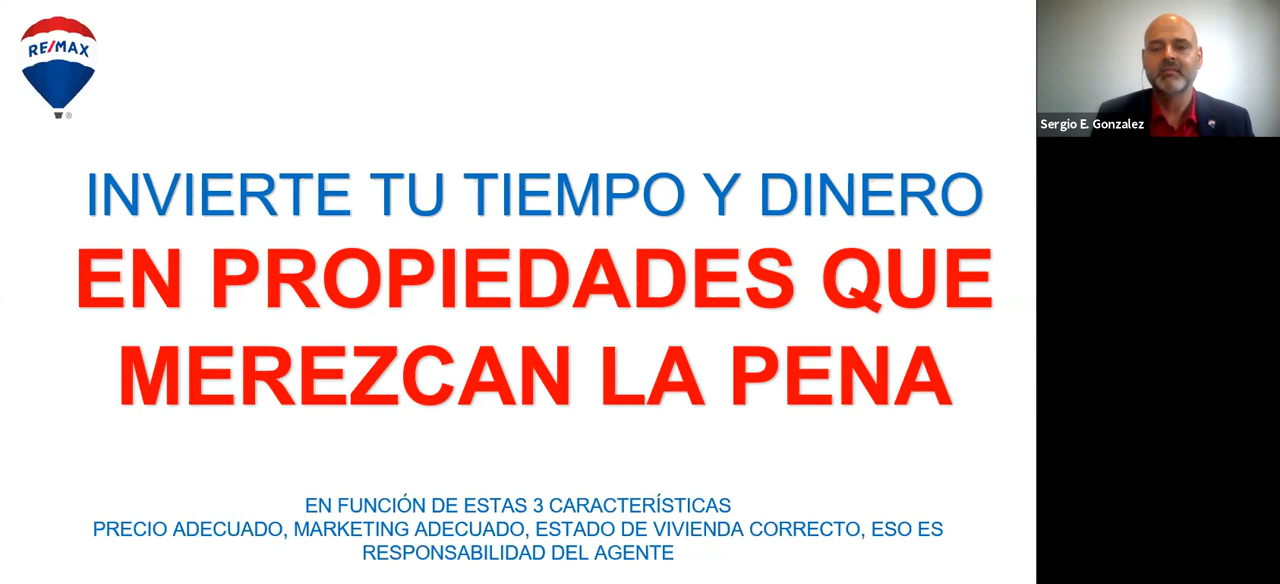 RE/MAX
®
Sergio E. Gonzalez
INVIERTE TU TIEMPO Y DINERO
EN PROPIEDADES QUE
MEREZCAN LA PENA
EN FUNCIÓN DE ESTAS 3 CARACTERÍSTICAS
PRECIO ADECUADO, MARKETING ADECUADO, ESTADO DE VIVIENDA CORRECTO, ESO ES
RESPONSABILIDAD DEL AGENTE